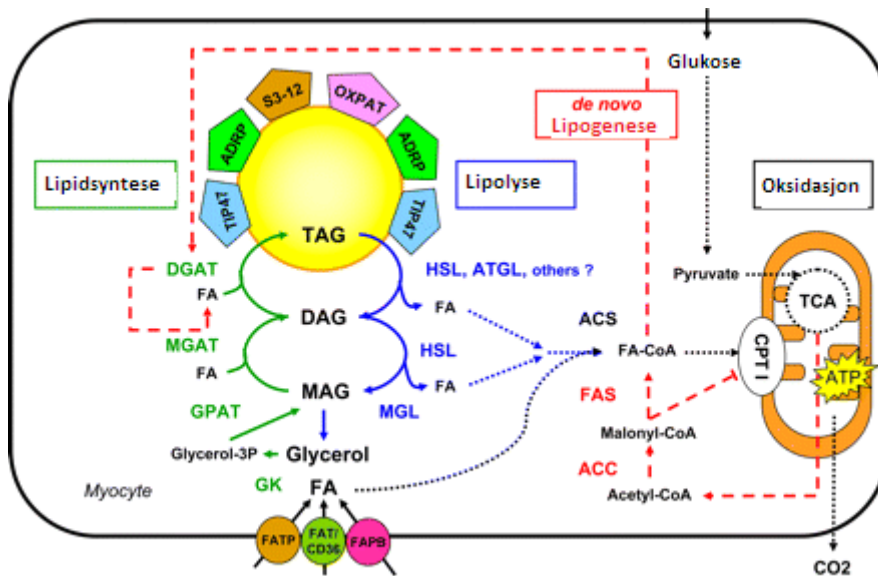 Glukose
S3-12
OXPAT
ADRP
ADRP
TIP47
TIP47
de novo
Lipogenese
Lipidsyntese
Lipolyse
Oksidasjon
TAG
DGAT
FA
HSL, ATGL, others ?
FA
Pyruvate
TCA
DAG
ACS
FA-CoA
CPT I
MGAT
FA
HSL
FA
ATP
MAG
MGL
FAS
GPAT
Malonyl-CoA
Glycerol-3P
Glycerol
ACC
GK
FA
Acetyl-CoA
Myocyte
FATP
FAT/
CD36
FAPB
CO2